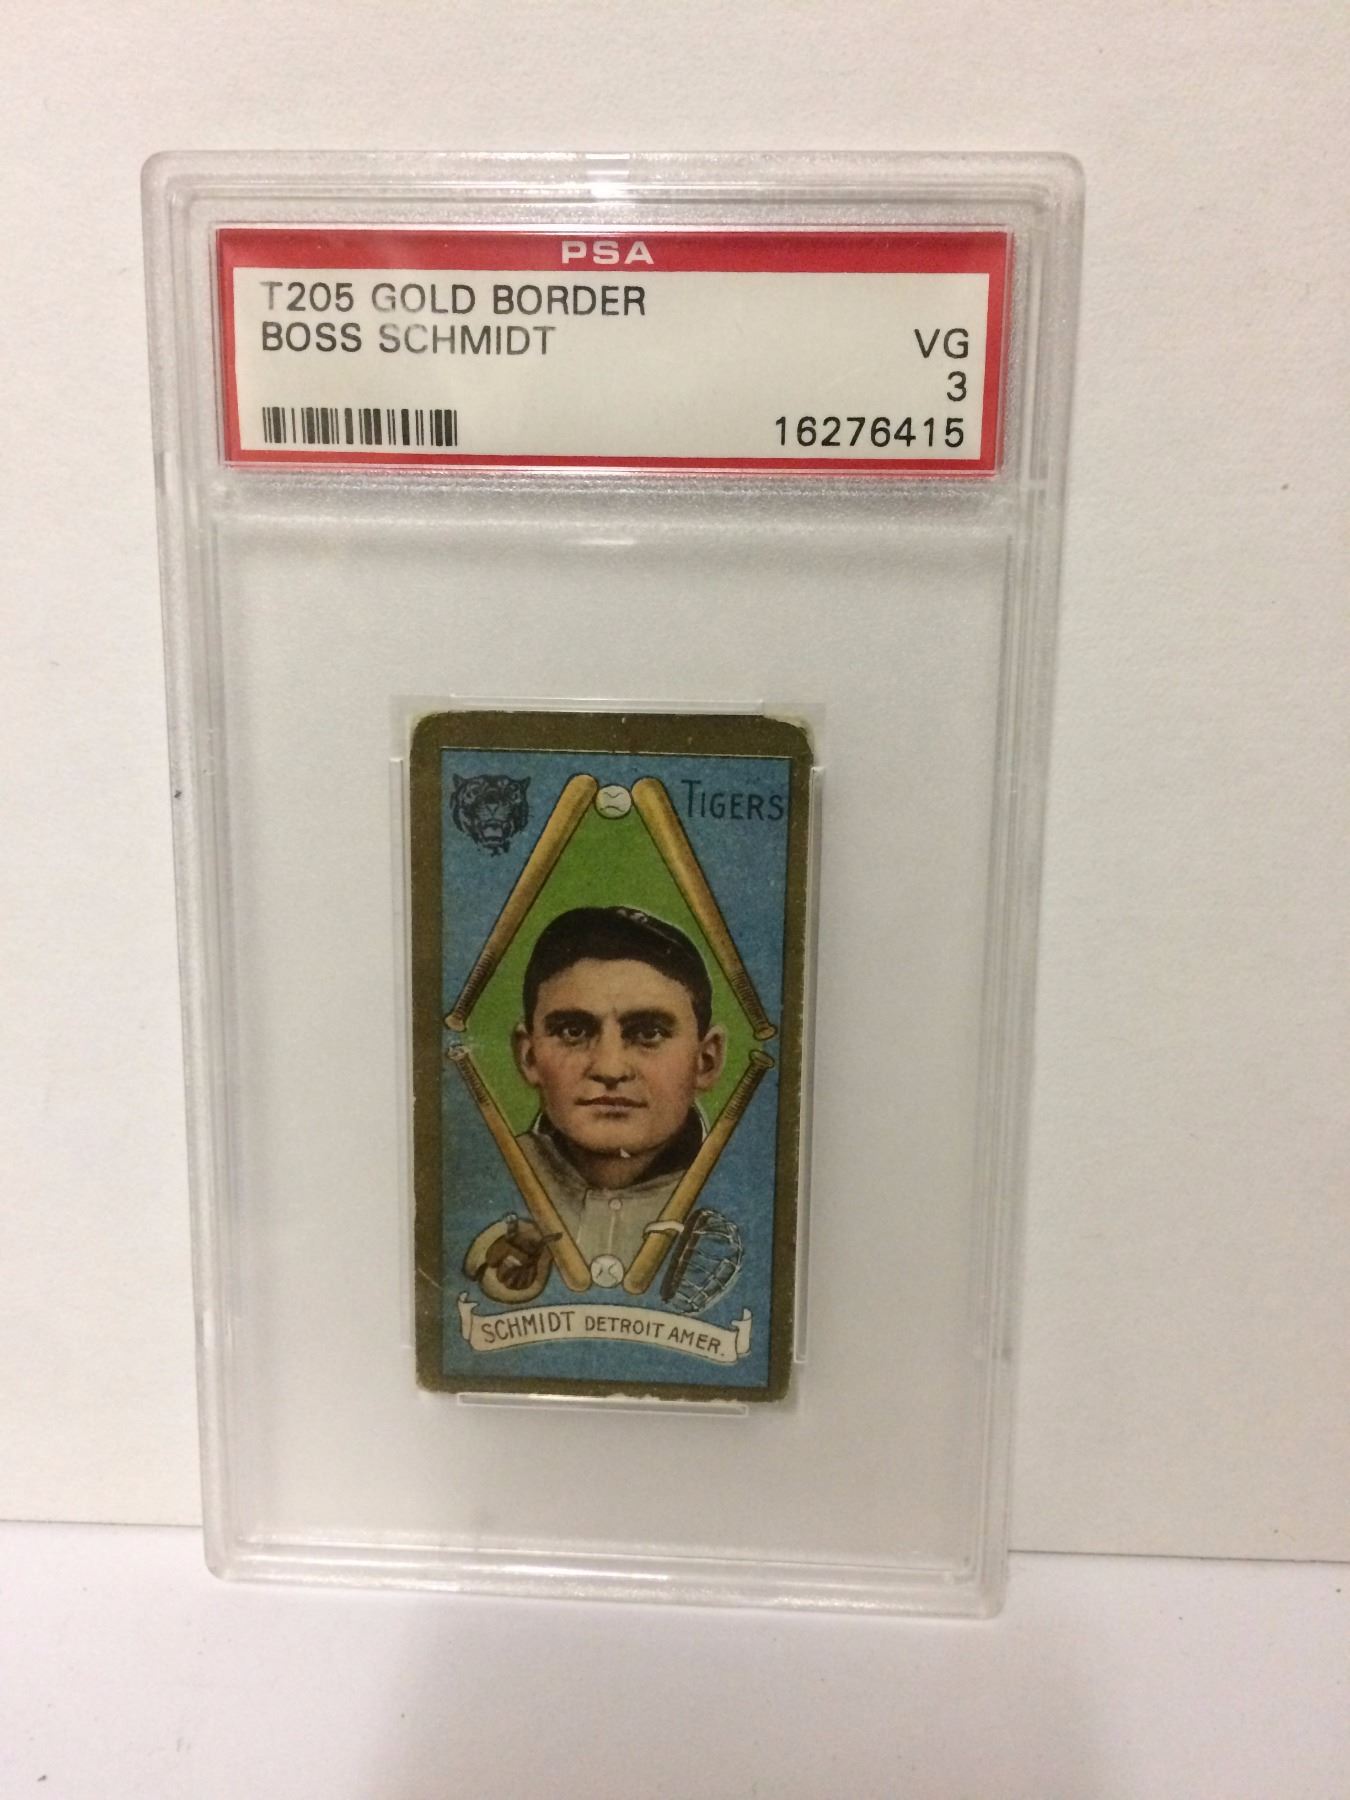 PSA
T205 GOLD BORDER
BOSS SCHMIDT
VG
3
16276415
TIGERS
SCHMIDT DETROIT AMER.